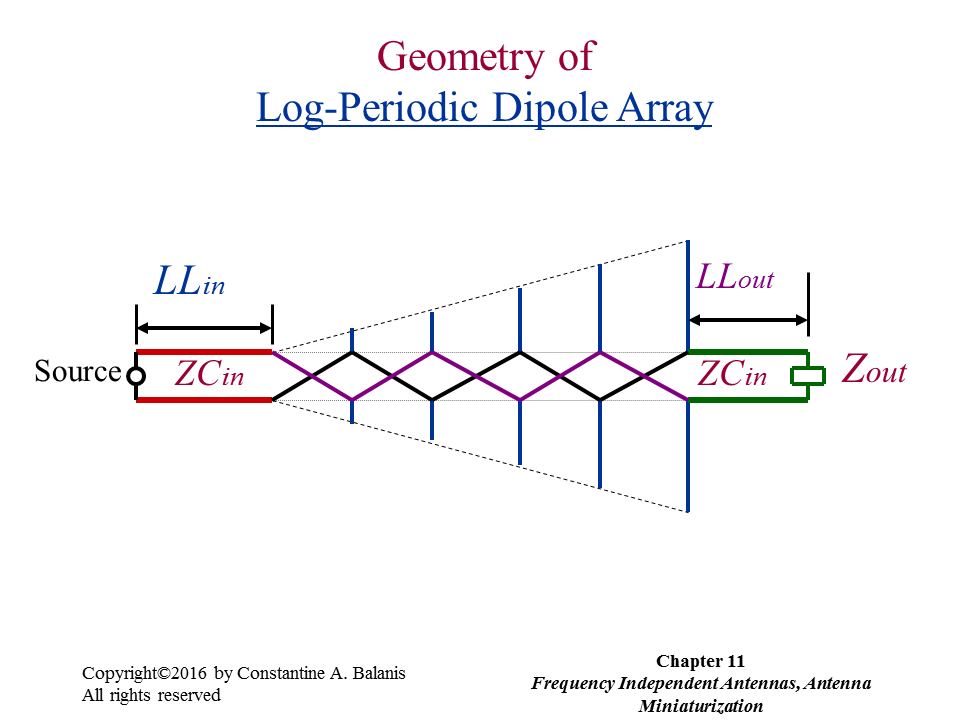 Geometry of
Log-Periodic Dipole Array
LLin
LLout
Source
ZCin
ZCin
Zout
Copyright©2016 by Constantine A. Balanis
All rights reserved
Chapter 11
Frequency Independent Antennas, Antenna
Miniaturization